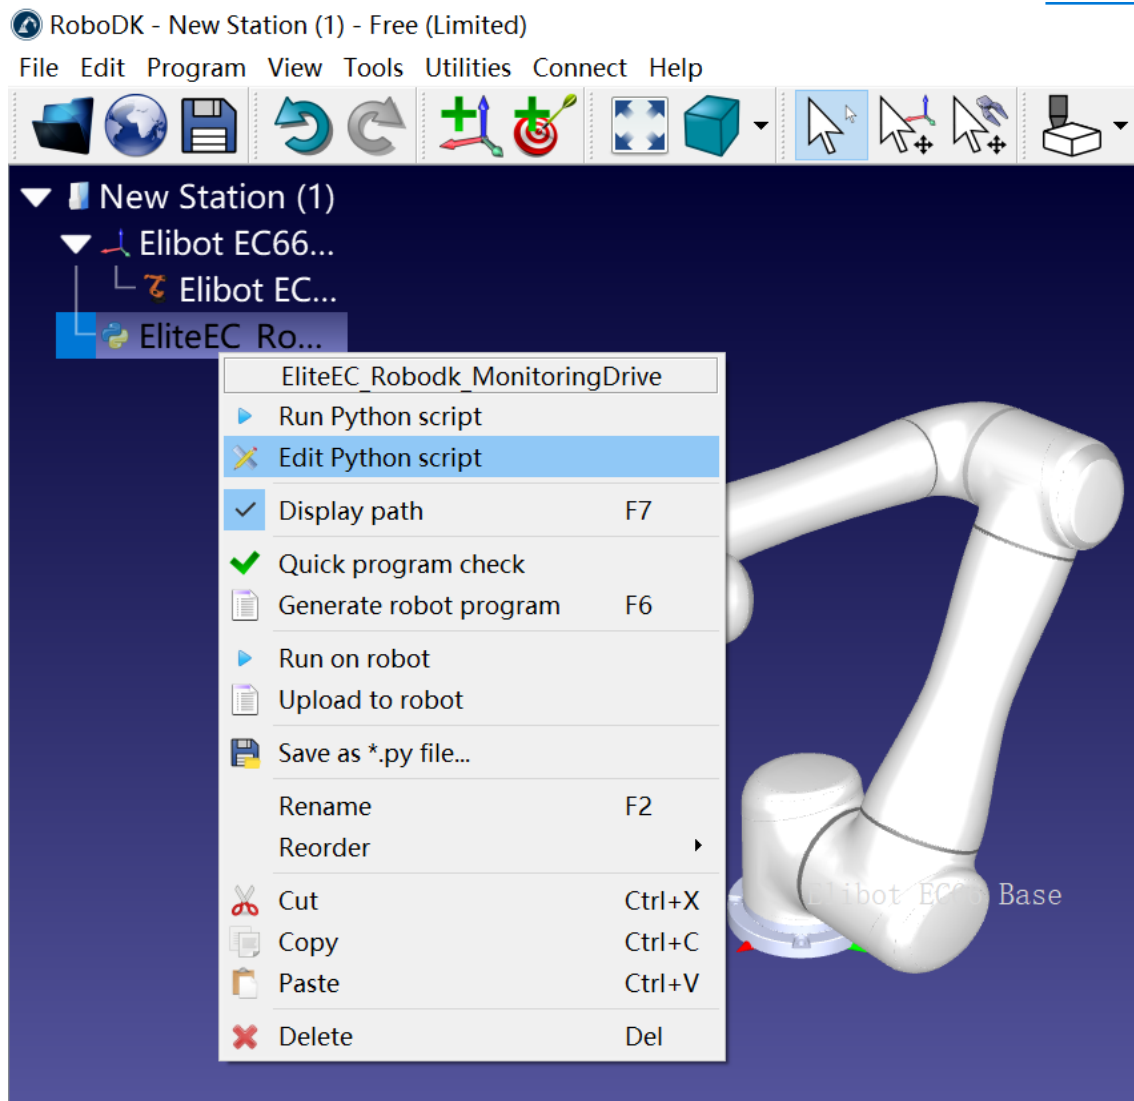 RoboDK - New Station (1) - Free (Limited)
File Edit Program View Tools Utilities Connect Help
New Station (1)
Elibot EC66...
Elibot EC...
EliteEC_Ro...
EliteEC_Robodk_MonitoringDrive
Run Python script
Edit Python script
Display path F7
Quick program check
Generate robot program F6
Run on robot
Upload to robot
Save as *.py file...
Rename F2
Reorder
Cut Ctrl+X
Copy Ctrl+C
Paste Ctrl+V
Delete Del
Elibot EC66 Base